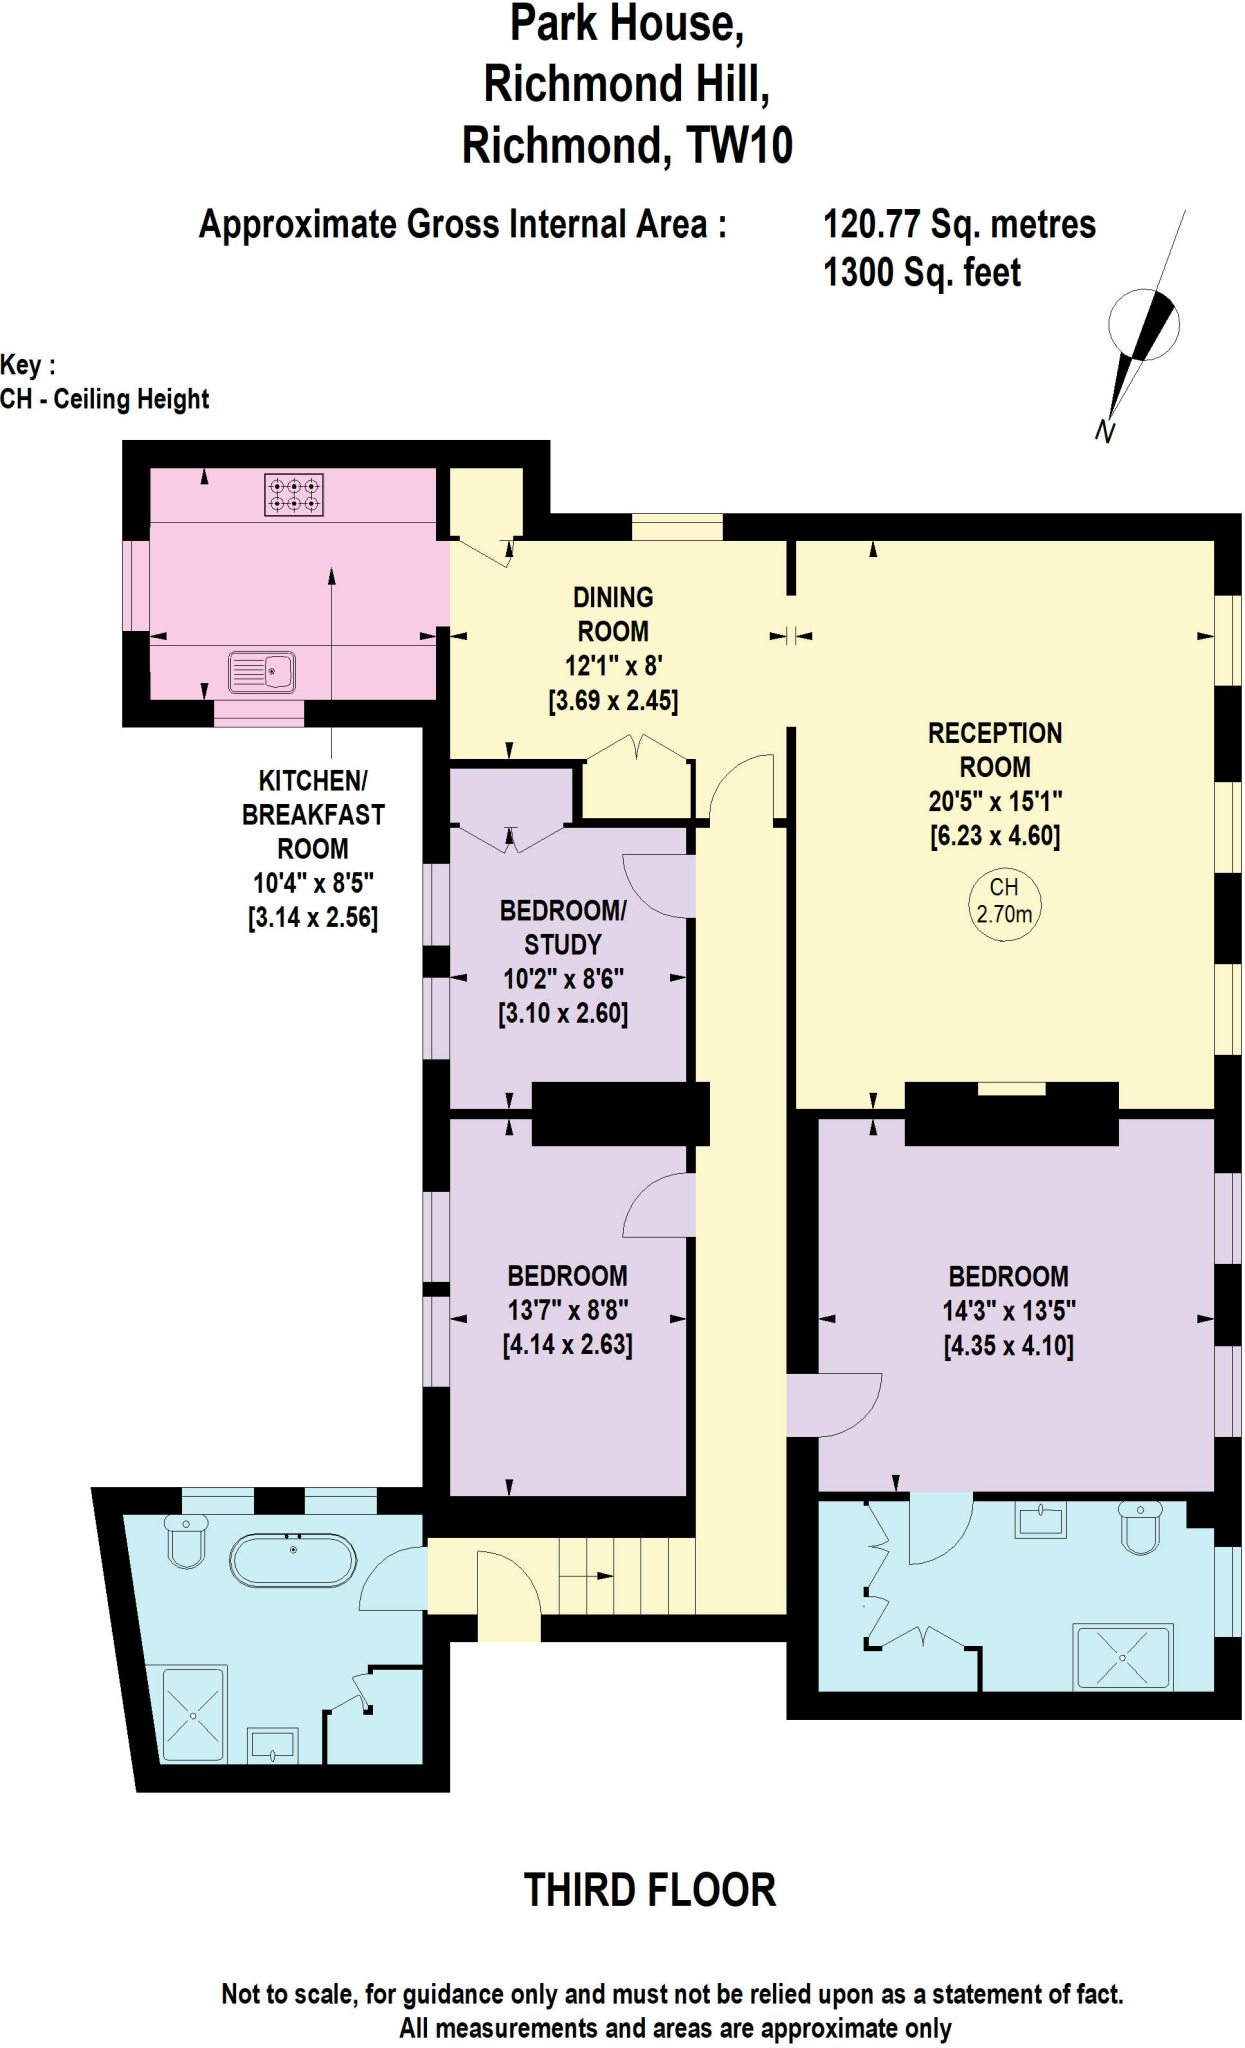 Park House,
Richmond Hill,
Richmond, TW10
Approximate Gross Internal Area :
120.77 Sq. metres
1300 Sq. feet
N
Key :
CH - Ceiling Height
DINING
ROOM
12'1" x 8'
[3.69 x 2.45]
RECEPTION
ROOM
20'5" x 15'1"
[6.23 x 4.60]
CH
2.70m
KITCHEN/
BREAKFAST
ROOM
10'4" x 8'5"
[3.14 x 2.56]
BEDROOM/
STUDY
10'2" x 8'6"
[3.10 x 2.60]
BEDROOM
13'7" x 8'8"
[4.14 x 2.63]
BEDROOM
14'3" x 13'5"
[4.35 x 4.10]
THIRD FLOOR
Not to scale, for guidance only and must not be relied upon as a statement of fact.
All measurements and areas are approximate only